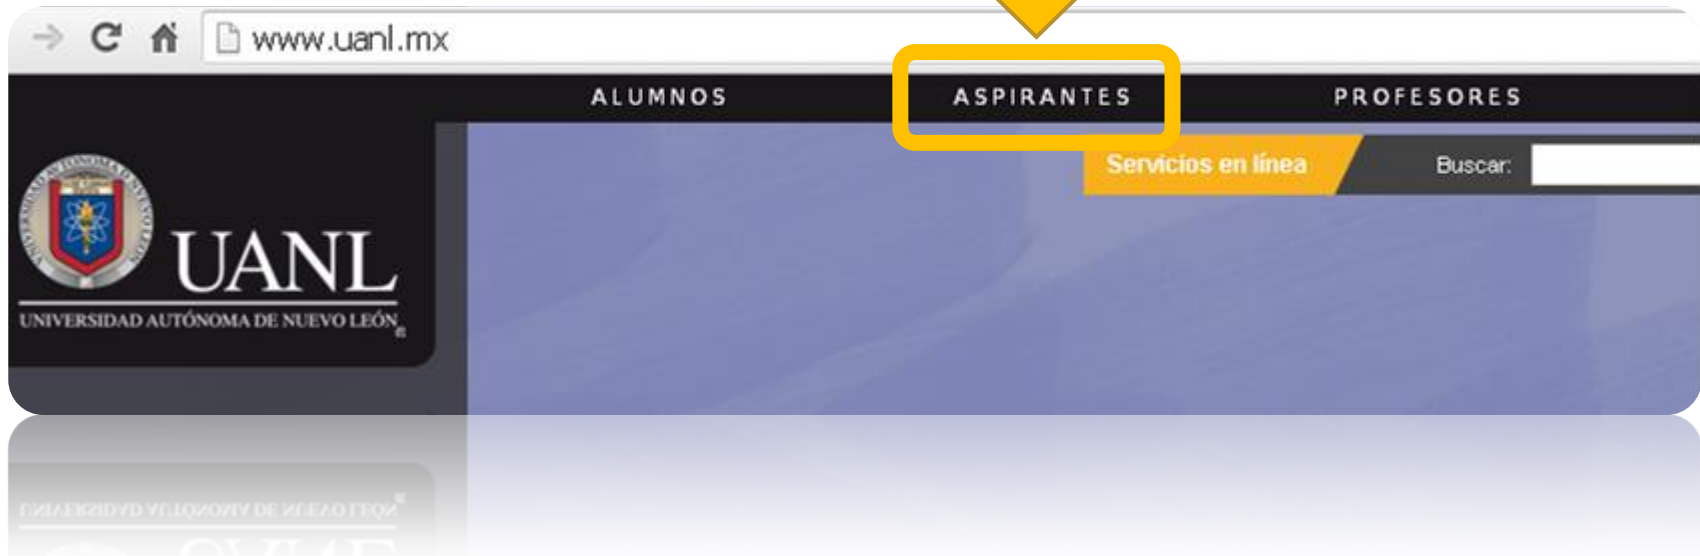 www.uanl.mx
ALUMNOS ASPIRANTES PROFESORES
Servicios en línea Buscar:
UANL
UNIVERSIDAD AUTÓNOMA DE NUEVO LEÓN